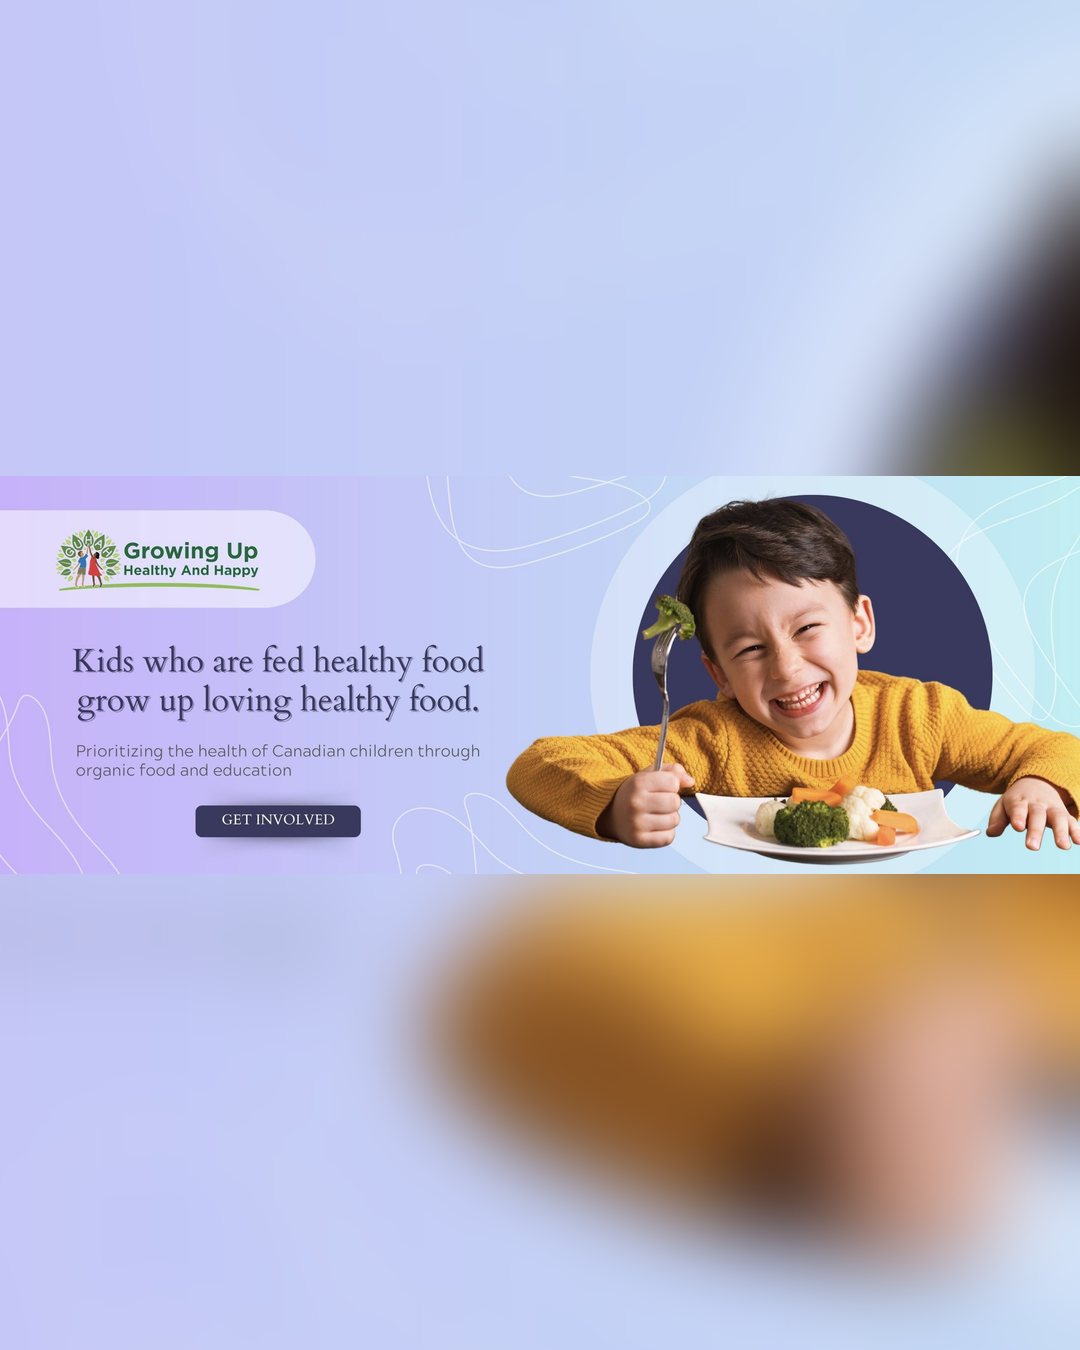 GUHAH
Growing Up
Healthy And Happy
Kids who are fed healthy food
grow up loving healthy food.
Prioritizing the health of Canadian children through
organic food and education
GET INVOLVED